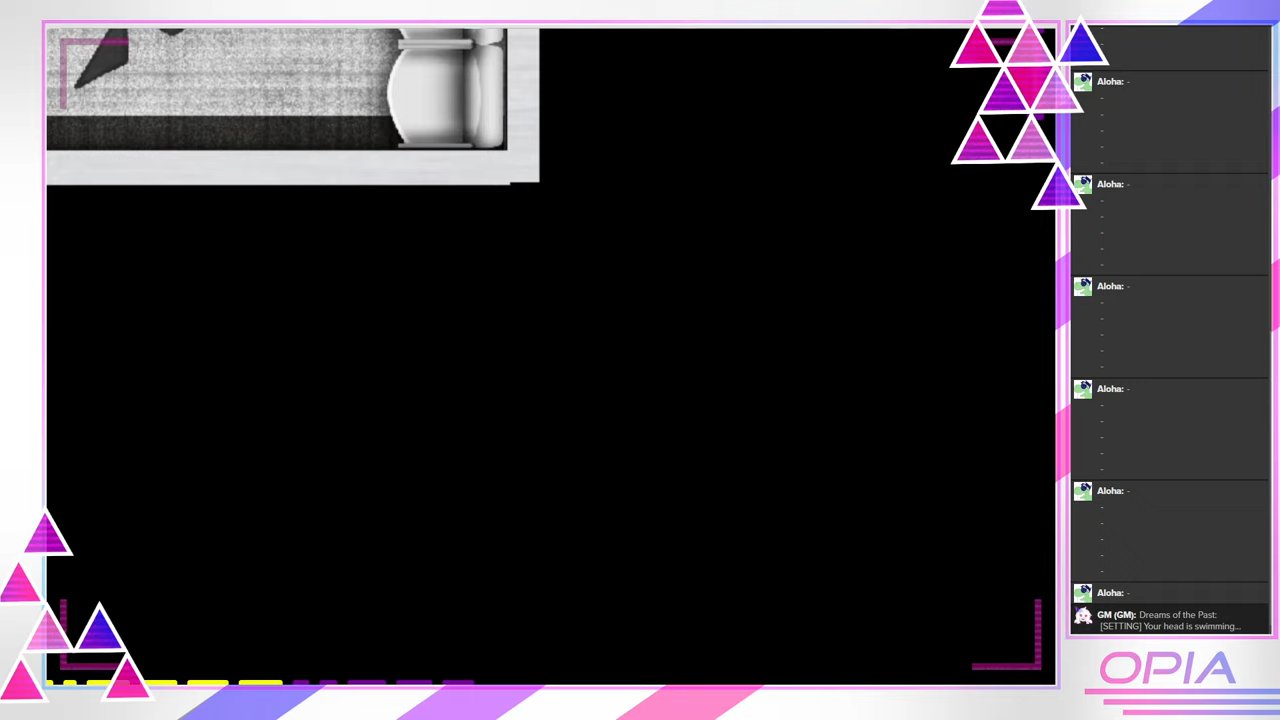 -
Aloha: -
-
-
-
-
-
Aloha: -
-
-
-
-
-
Aloha: -
-
-
-
-
-
Aloha: -
-
-
-
-
-
Aloha: -
-
-
-
-
-
Aloha: -
GM (GM): Dreams of the Past:
[SETTING] Your head is swimming...
OPIA